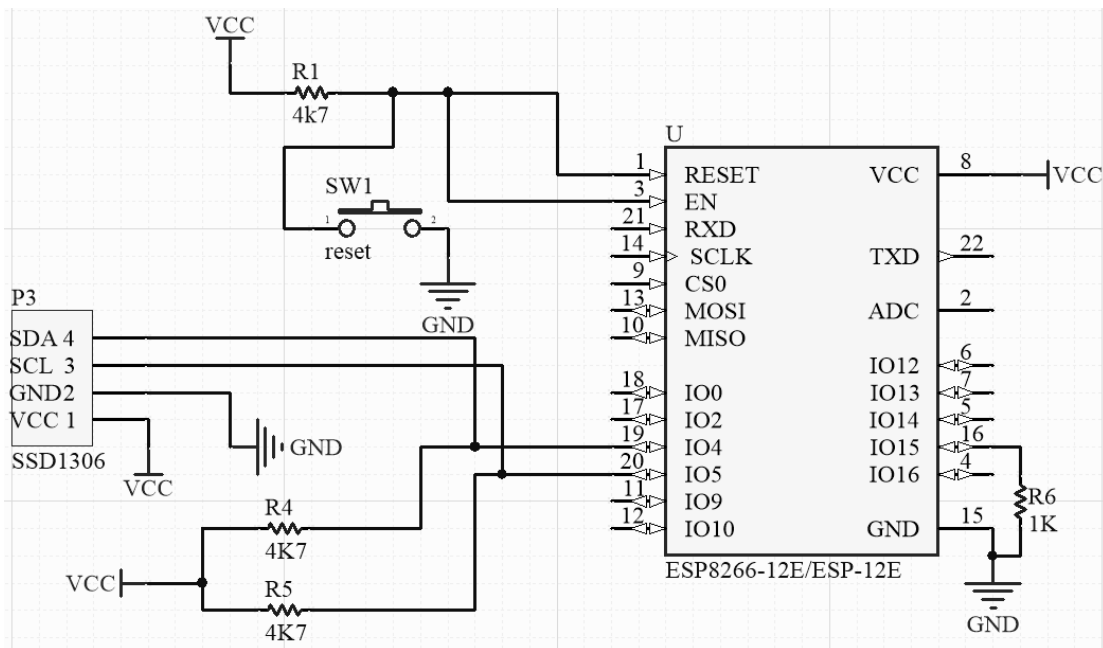 VCC
R1
4k7
SW1
1 2
reset
GND
P3
SDA 4
SCL 3
GND 2
VCC 1
SSD1306
VCC
GND
R4
4K7
VCC
R5
4K7
U
1 RESET
3 EN
21 RXD
14 SCLK
9 CS0
13 MOSI
10 MISO
18 IO0
17 IO2
19 IO4
20 IO5
11 IO9
12 IO10
VCC 8
VCC
TXD 22
ADC 2
IO12 6
IO13 7
IO14 5
IO15 16
IO16 4
GND 15
ESP8266-12E/ESP-12E
R6
1K
GND